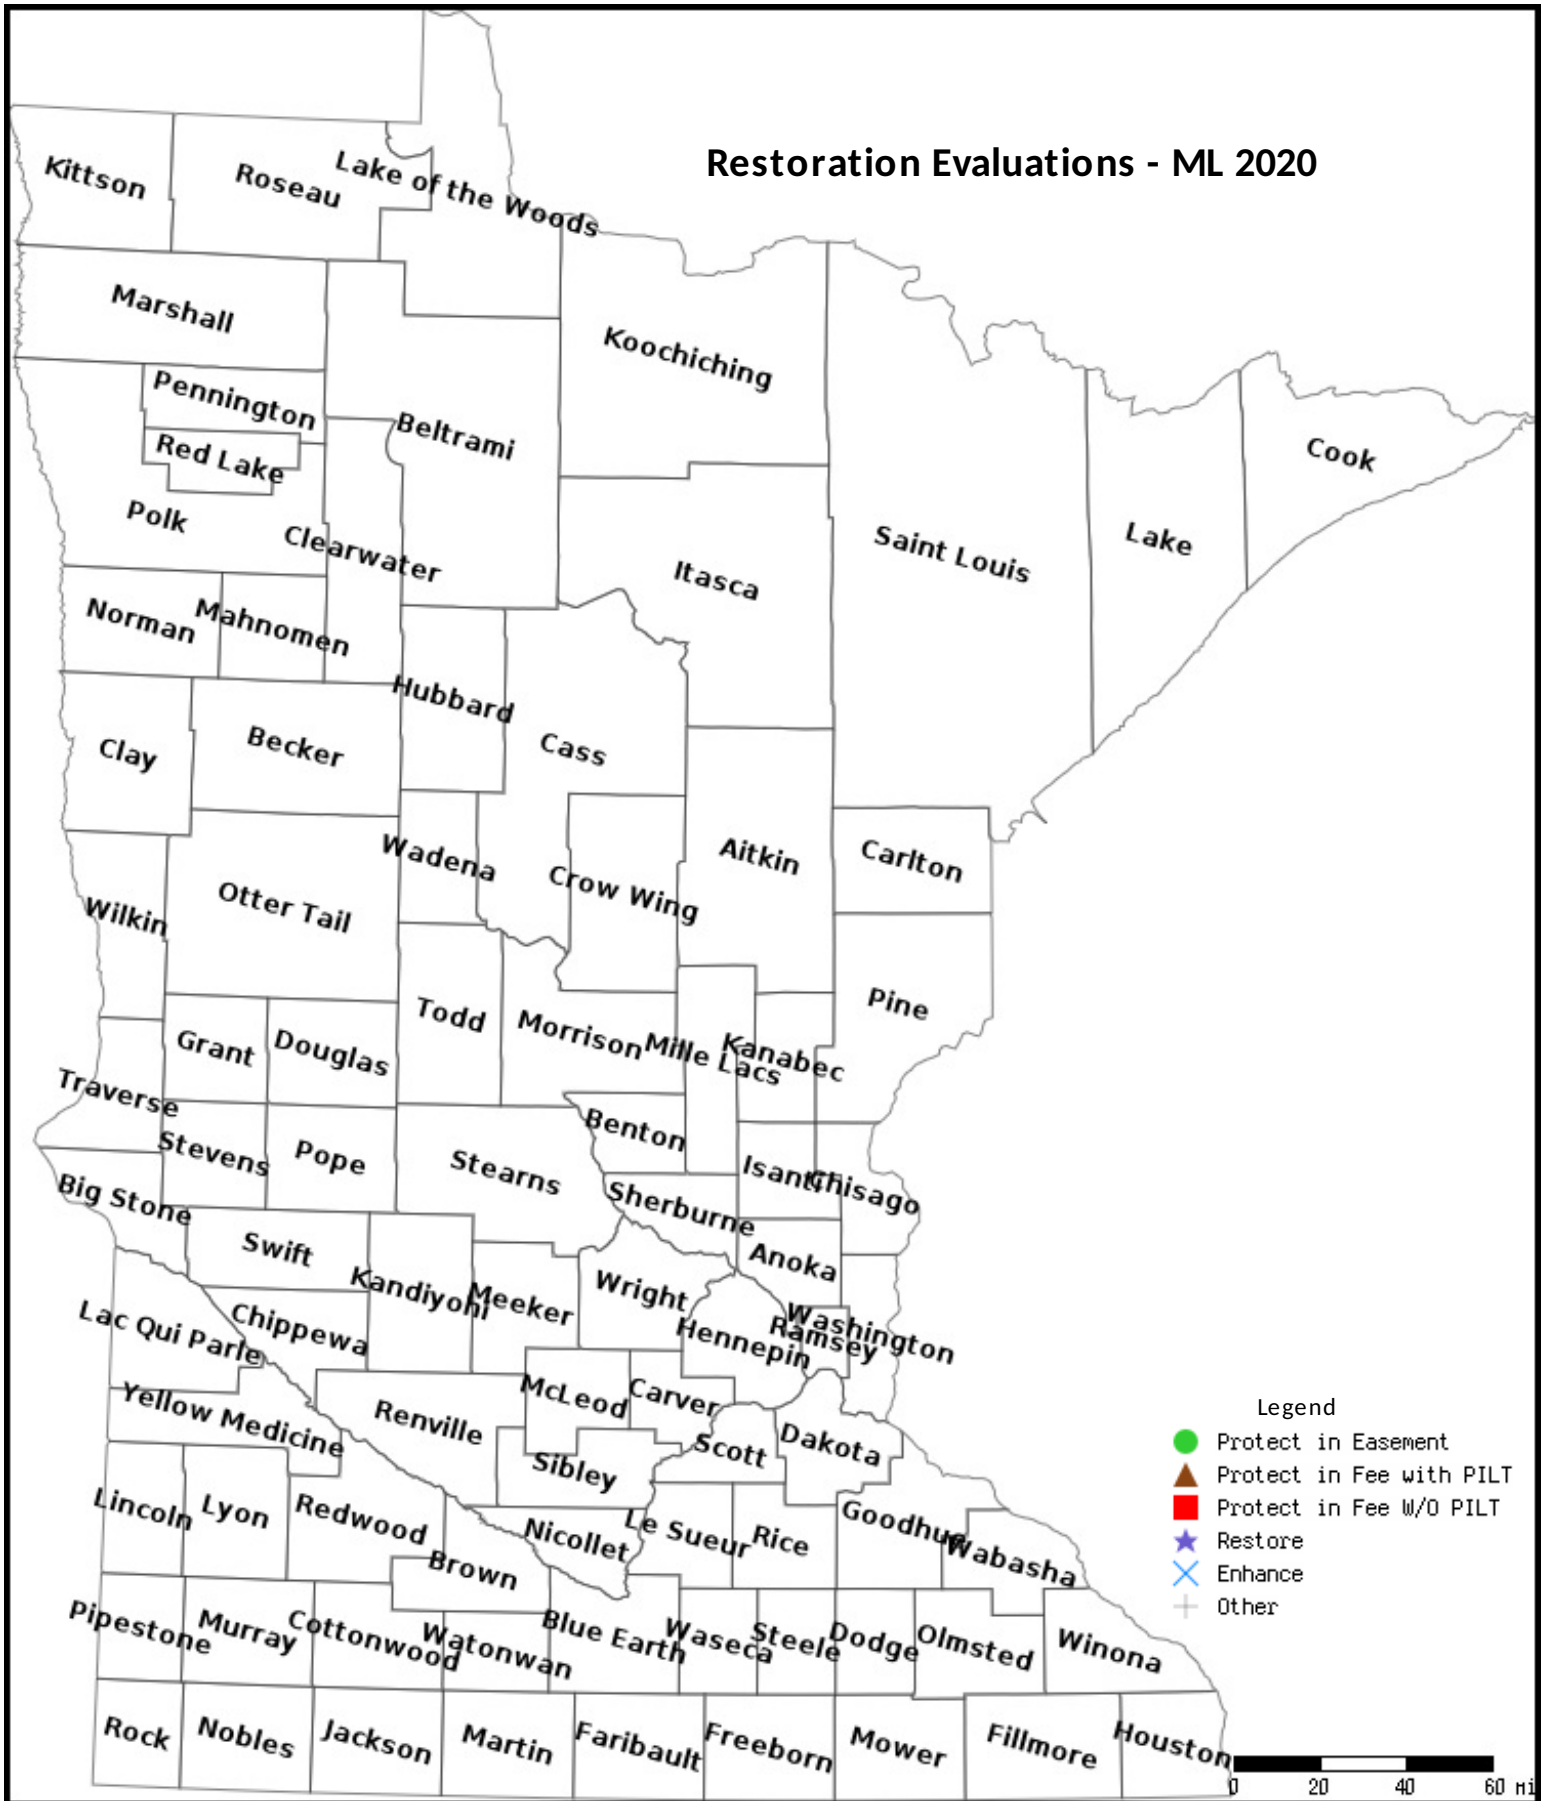 Restoration Evaluations - ML 2020
Kittson
Roseau
Lake of the Woods
Marshall
Koochiching
Pennington
Beltrami
Red Lake
Cook
Polk
Clearwater
Saint Louis
Lake
Itasca
Norman
Mahnomen
Hubbard
Clay
Becker
Cass
Wadena
Aitkin
Carlton
Crow Wing
Wilkin
Otter Tail
Pine
Todd
Morrison
Mille Lacs
Kanabec
Grant
Douglas
Traverse
Benton
Stevens
Pope
Stearns
Isanti
Chisago
Big Stone
Sherburne
Swift
Anoka
Kandiyohi
Meeker
Wright
Lac Qui Parle
Chippewa
Hennepin
Ramsey
Washington
McLeod
Carver
Yellow Medicine
Renville
Scott
Dakota
Sibley
Lincoln
Lyon
Redwood
Nicollet
Le Sueur
Rice
Goodhue
Wabasha
Brown
Pipestone
Murray
Cottonwood
Watonwan
Blue Earth
Waseca
Steele
Dodge
Olmsted
Winona
Rock
Nobles
Jackson
Martin
Faribault
Freeborn
Mower
Fillmore
Houston
Legend
Protect in Easement
Protect in Fee with PILT
Protect in Fee W/O PILT
Restore
Enhance
Other
0 20 40 60 mi